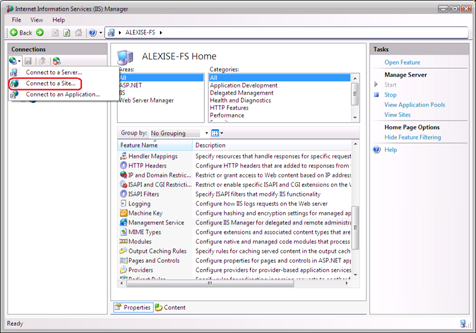 Internet Information Services (IIS) Manager
File View Help
Back
ALEXISE-FS
Connections
Connect to a Server...
Connect to a Site...
Connect to an Application...
ALEXISE-FS Home
Areas:
All
ASP.NET
IIS
Web Server Manager
Categories:
All
Application Development
Delegated Management
Health and Diagnostics
HTTP Features
Performance
Group by: No Grouping
Feature Name Description
Handler Mappings Specify resources that handle responses for specific request
HTTP Headers Configure HTTP headers that are added to responses from
IP and Domain Restric... Restrict or grant access to Web content based on IP addres
ISAPI and CGI Restricti... Restrict or enable specific ISAPI and CGI extensions on the W
ISAPI Filters Specify ISAPI filters that modify IIS functionality
Logging Configure how IIS logs requests on the Web server
Machine Key Configure hashing and encryption settings for managed ap
Management Service Configure IIS Manager for delegated and remote administra
MIME Types Configure extensions and associated content types that are
Modules Configure native and managed code modules that process
Output Caching Rules Specify rules for caching served content in the output cach
Pages and Controls Configure properties for pages and controls in ASP.NET ap
Providers Configure providers for provider-based application services
Redirect Rules
Properties Content
Tasks
Open Feature
Manage Server
Start
Stop
View Application Pools
View Sites
Home Page Options
Hide Feature Filtering
Help